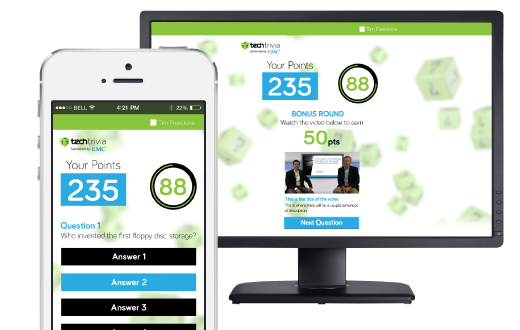 BELL 4:21 PM 22%
Tim Freestone
techtrivia
Sponsored by EMC
Your Points
235
88
Question 1
Who invented the first floppy disc storage?
Answer 1
Answer 2
Answer 3
Tim Freestone
techtrivia
Sponsored by EMC
Your Points
235
88
BONUS ROUND
Watch the video below to earn
50pts
This is the title of the video
This is where there will be a couple sentences
of description
Next Question